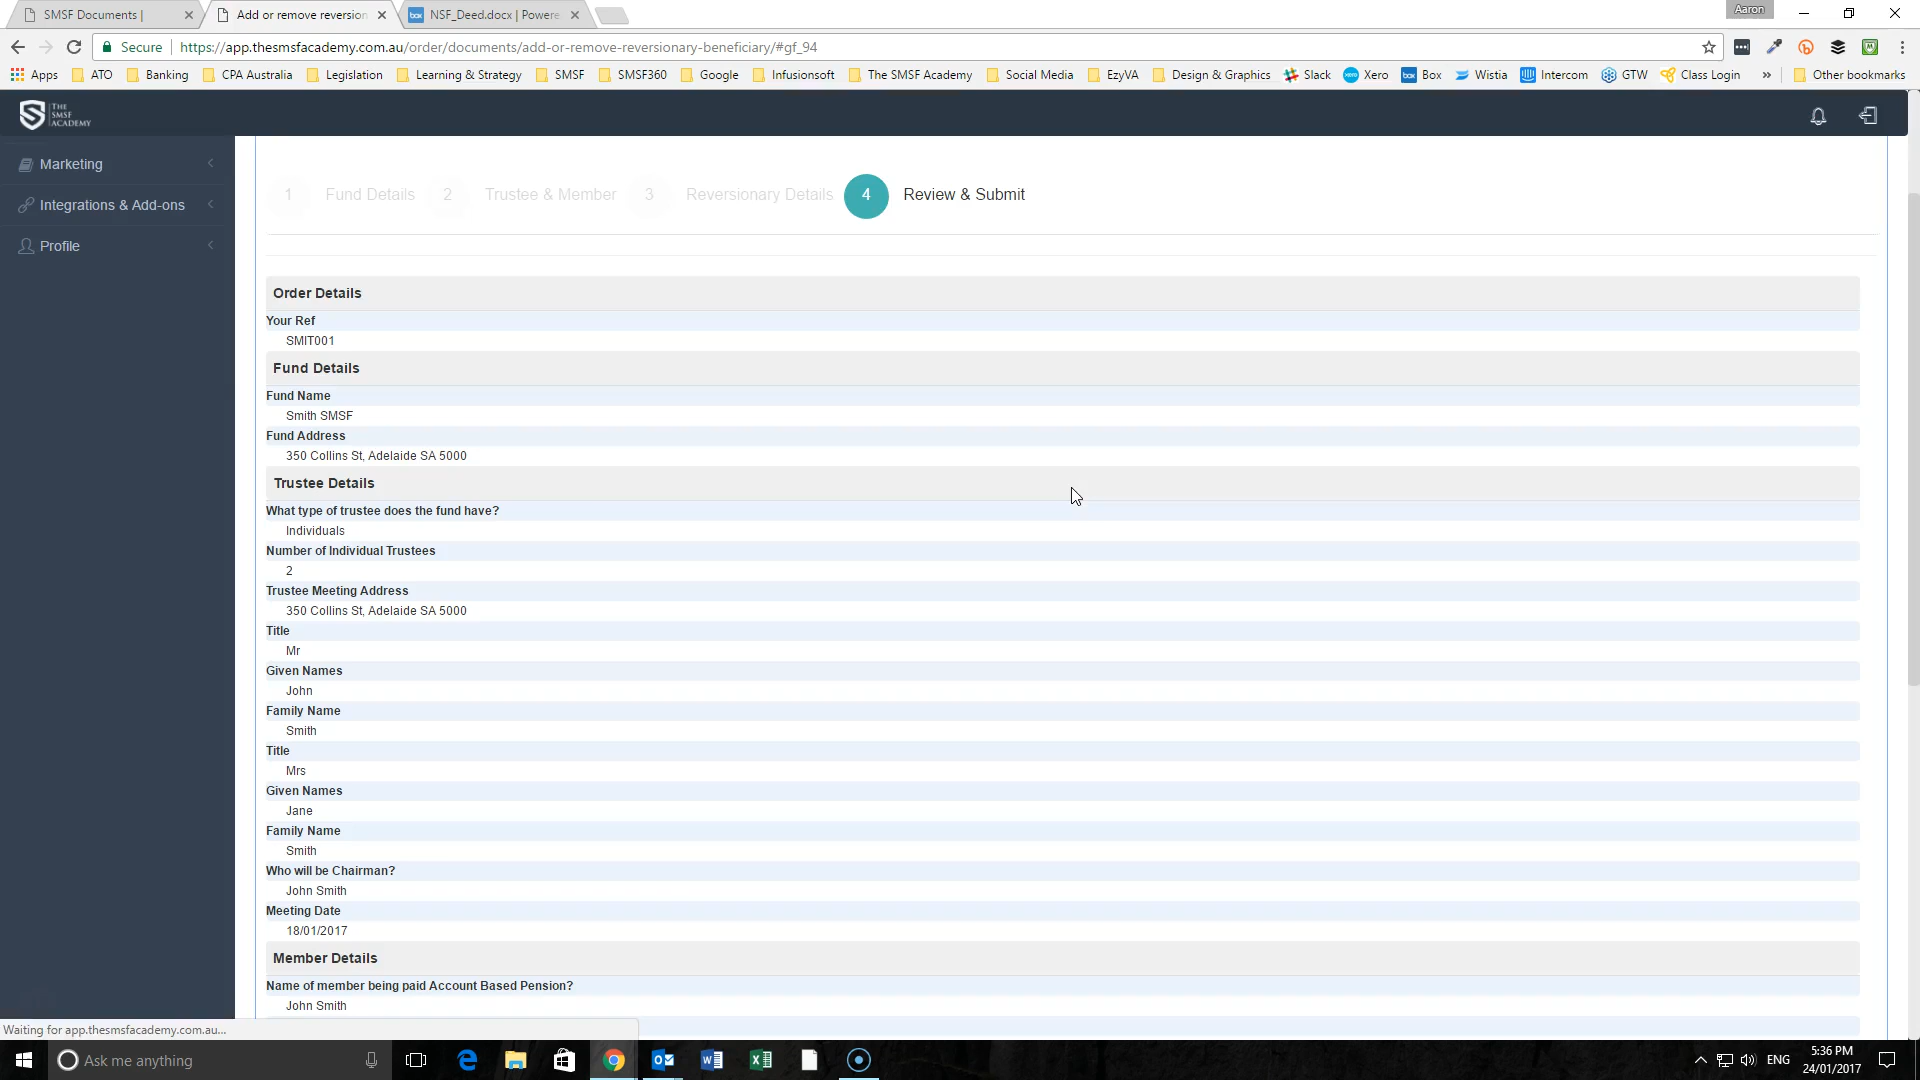 SMSF Documents |
Add or remove reversion
NSF_Deed.docx | Powere
Aaron
Secure
https://app.thesmsfacademy.com.au/order/documents/add-or-remove-reversionary-beneficiary/#gf_94
Apps
ATO
Banking
CPA Australia
Legislation
Learning & Strategy
SMSF
SMSF360
Google
Infusionsoft
The SMSF Academy
Social Media
EzyVA
Design & Graphics
Slack
Xero
Box
Wistia
Intercom
GTW
Class Login
»
Other bookmarks
THE
SMSF
ACADEMY
Marketing
Integrations & Add-ons
Profile
1 Fund Details
2 Trustee & Member
3 Reversionary Details
4 Review & Submit
Order Details
Your Ref
SMIT001
Fund Details
Fund Name
Smith SMSF
Fund Address
350 Collins St, Adelaide SA 5000
Trustee Details
What type of trustee does the fund have?
Individuals
Number of Individual Trustees
2
Trustee Meeting Address
350 Collins St, Adelaide SA 5000
Title
Mr
Given Names
John
Family Name
Smith
Title
Mrs
Given Names
Jane
Family Name
Smith
Who will be Chairman?
John Smith
Meeting Date
18/01/2017
Member Details
Name of member being paid Account Based Pension?
John Smith
Waiting for app.thesmsfacademy.com.au...
Ask me anything
ENG
5:36 PM
24/01/2017